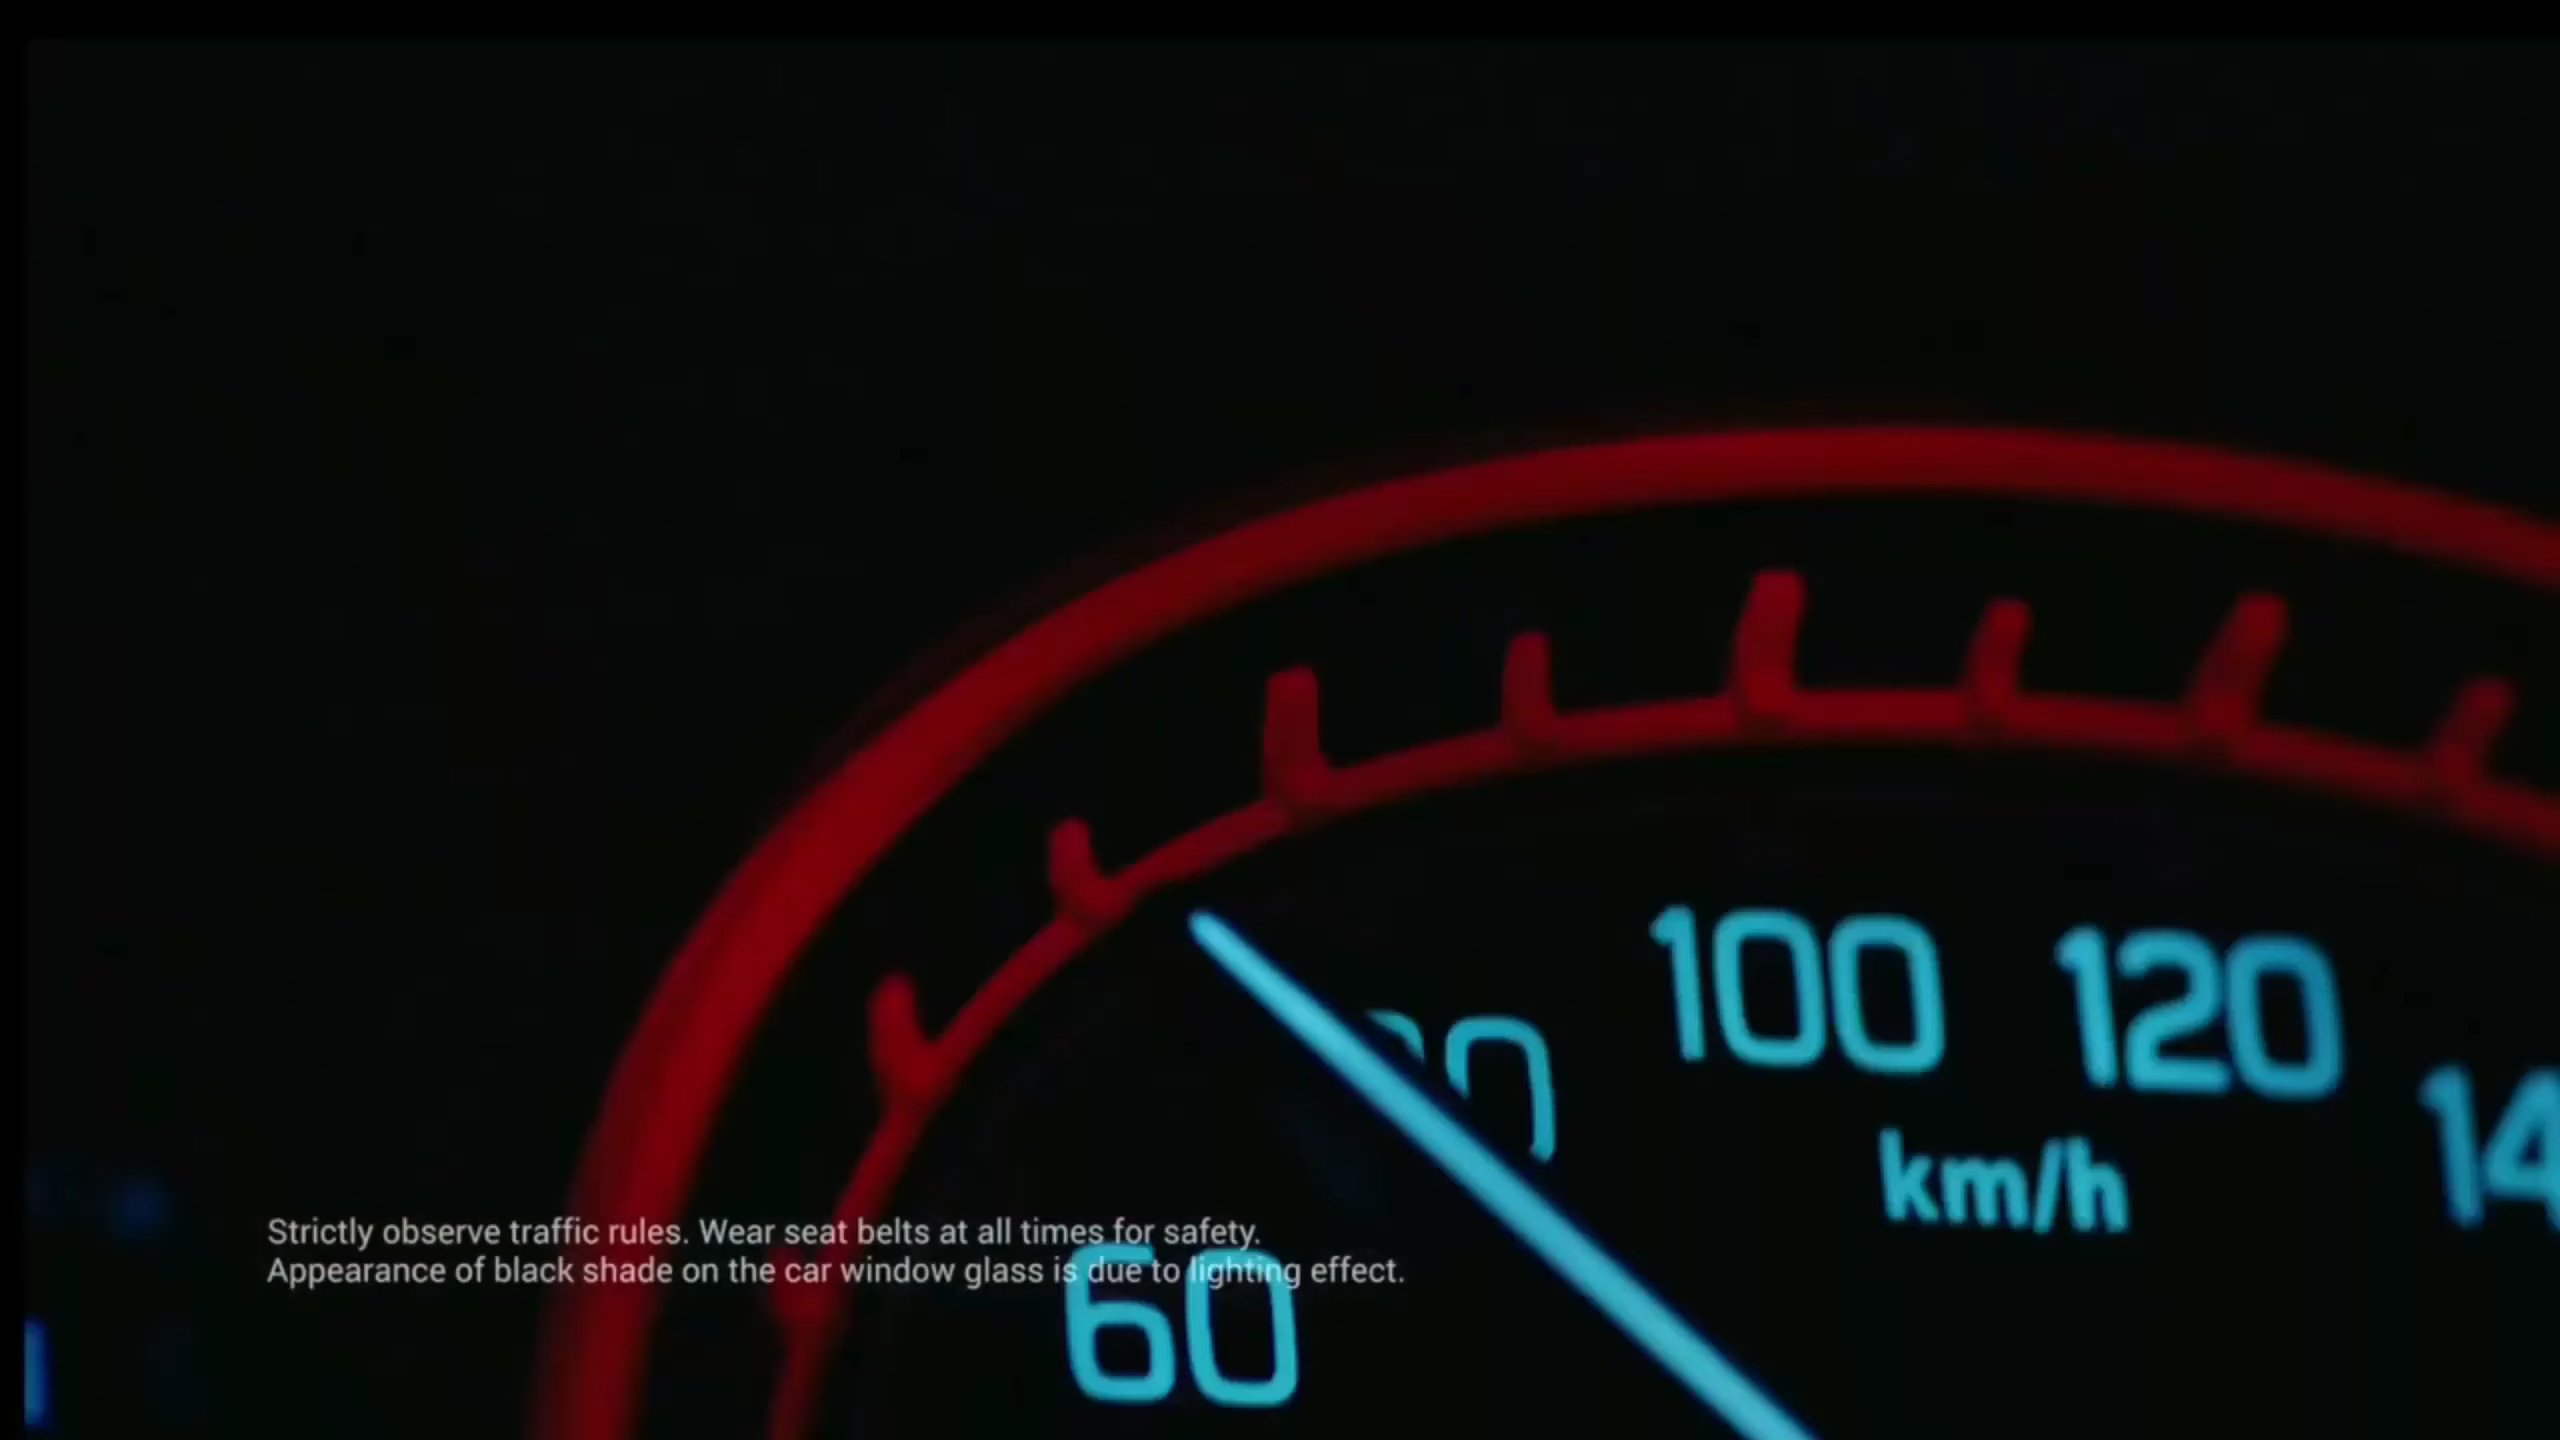 100 120
km/h
60
Strictly observe traffic rules. Wear seat belts at all times for safety.
Appearance of black shade on the car window glass is due to lighting effect.